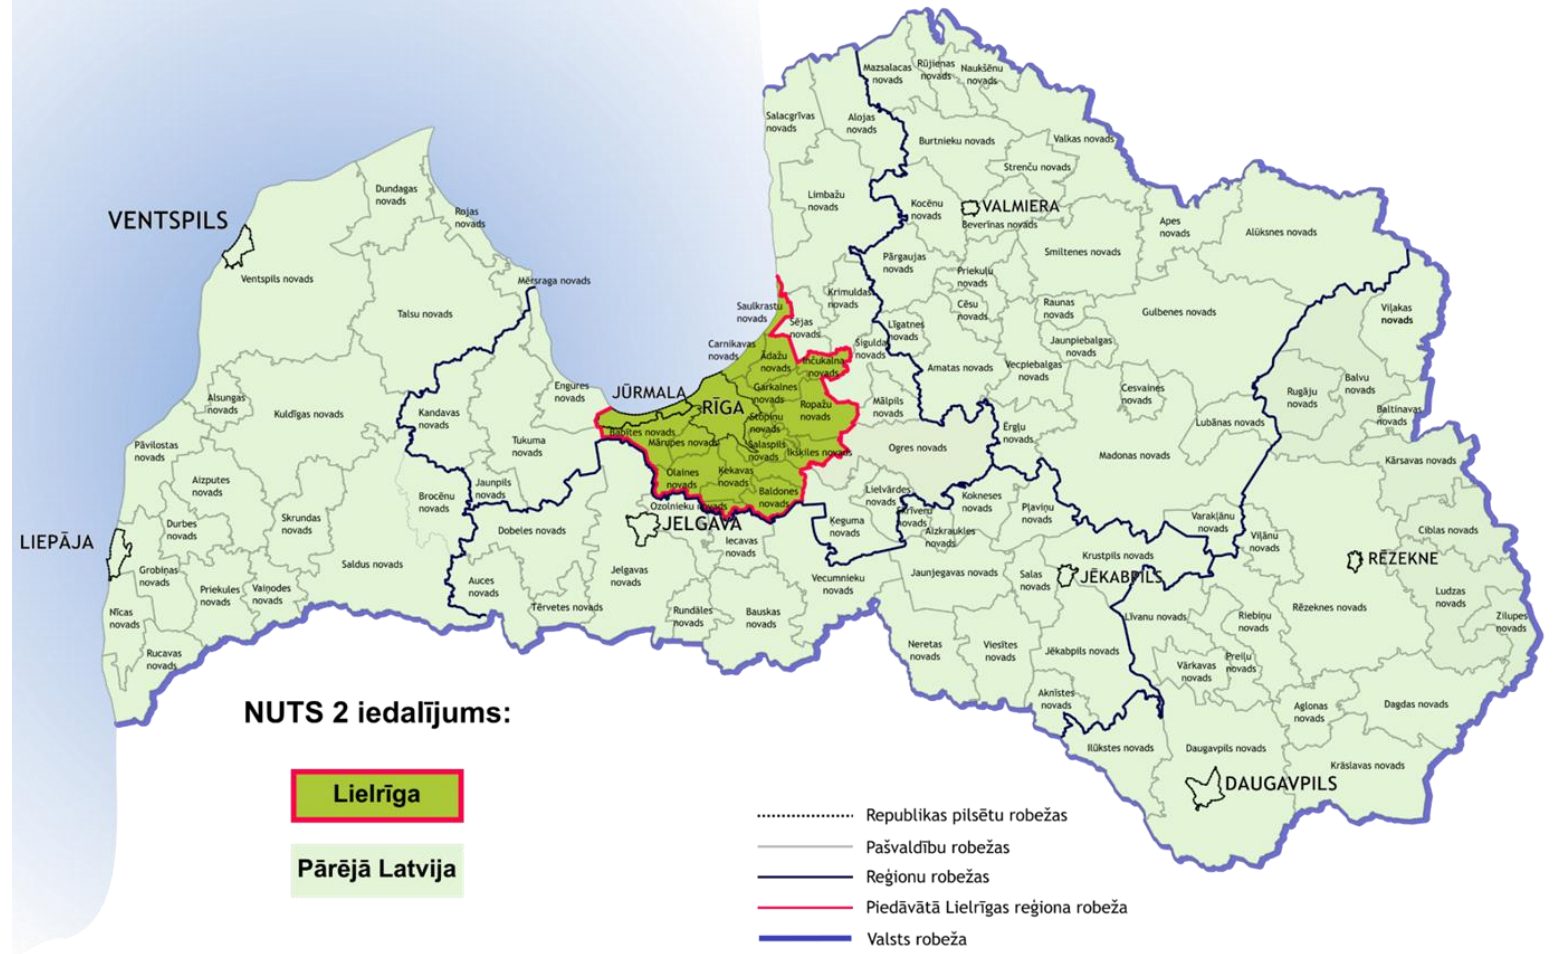 Mazsalacas
novads
Rūjienas
novads
Naukšēnu
novads
Salacgrīvas
novads
Alojas
novads
Burtnieku novads
Valkas novads
Strenču novads
Dundagas
novads
Limbažu
novads
Kocēnu
novads
VALMIERA
Beverīnas novads
Rojas
novads
VENTSPILS
Apes
novads
Alūksnes novads
Smiltenes novads
Pārgaujas
novads
Priekuļu
novads
Ventspils novads
Mērsraga novads
Krimuldas
novads
Saulkrastu
novads
Sējas
novads
Cēsu
novads
Raunas
novads
Gulbenes novads
Viļakas
novads
Talsu novads
Līgatnes
novads
Carnikavas
novads
Ādažu
novads
Inčukalna
novads
Sigulda
novads
Jaunpiebalgas
novads
Amatas novads
Vecpiebalgas
novads
Engures
novads
JŪRMALA
RĪGA
Garkalnes
novads
Ropažu
novads
Mālpils
novads
Cesvaines
novads
Rugāju
novads
Balvu
novads
Baltinavas
novads
Alsungas
novads
Kuldīgas novads
Kandavas
novads
Stopiņu
novads
Lubānas novads
Babītes novads
Mārupes novads
Ērgļu
novads
Tukuma
novads
Salaspils
novads
Ikšķiles novads
Ogres novads
Madonas novads
Kārsavas novads
Pāvilostas
novads
Aizputes
novads
Olaines
novads
Ķekavas
novads
Baldones
novads
Jaunpils
novads
Brocēnu
novads
Lielvārdes
novads
Kokneses
novads
Pļaviņu
novads
Varakļānu
novads
Ozolnieku novads
JELGAVA
Ķeguma
novads
Skrīveru
novads
Aizkraukles
novads
Durbes
novads
Skrundas
novads
Dobeles novads
LIEPĀJA
Iecavas
novads
Viļānu
novads
Ciblas novads
Krustpils novads
RĒZEKNE
Saldus novads
Grobiņas
novads
Priekules
novads
Vaiņodes
novads
Auces
novads
Jelgavas
novads
Vecumnieku
novads
Jaunjelgavas novads
Salas
novads
JĒKABPILS
Ludzas
novads
Nīcas
novads
Tērvetes novads
Rundāles
novads
Bauskas
novads
Līvānu novads
Riebiņu
novads
Rēzeknes novads
Zilupes
novads
Rucavas
novads
Neretas
novads
Viesītes
novads
Jēkabpils novads
Vārkavas
novads
Preiļu
novads
Aknīstes
novads
Aglonas
novads
Dagdas novads
NUTS 2 iedalījums:
Ilūkstes novads
Daugavpils novads
Krāslavas novads
DAUGAVPILS
Lielrīga
Pārējā Latvija
Republikas pilsētu robežas
Pašvaldību robežas
Reģionu robežas
Piedāvātā Lielrīgas reģiona robeža
Valsts robeža